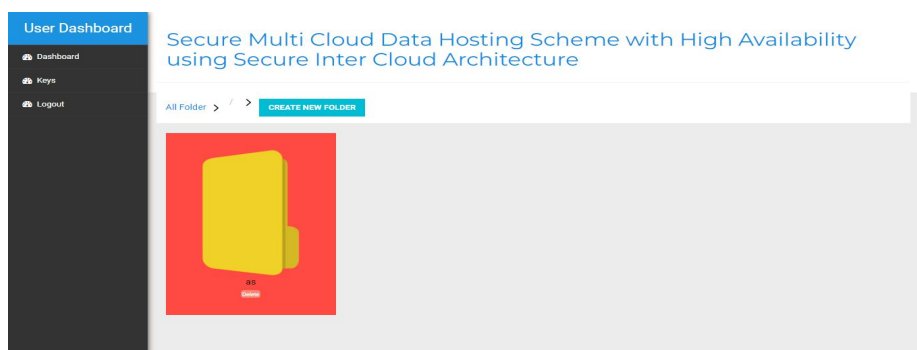 User Dashboard
Dashboard
Keys
Logout
Secure Multi Cloud Data Hosting Scheme with High Availability
using Secure Inter Cloud Architecture
All Folder > / > CREATE NEW FOLDER
as
Delete